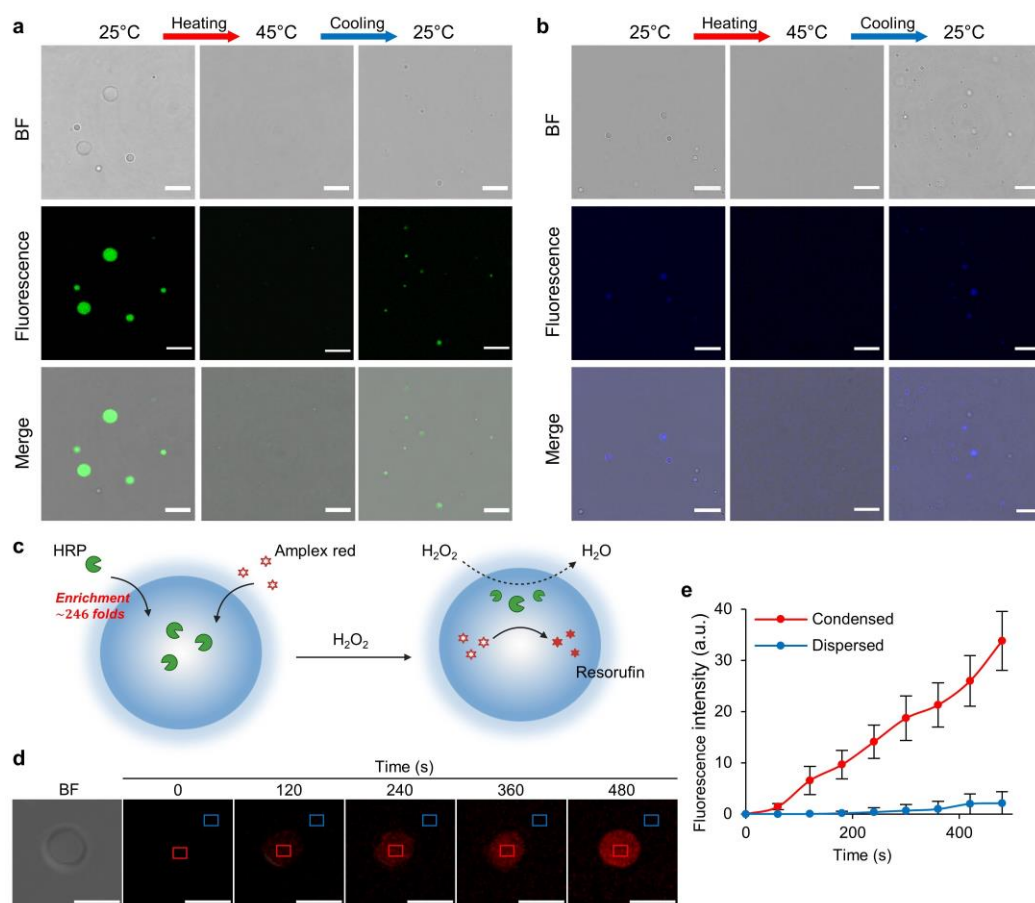 a
25°C Heating 45°C Cooling 25°C
BF
Fluorescence
Merge
b
25°C Heating 45°C Cooling 25°C
BF
Fluorescence
Merge
c
HRP
Amplex red
Enrichment
~246 folds
H₂O₂
H₂O₂ H₂O
Resorufin
d
Time (s)
BF 0 120 240 360 480
e
Fluorescence intensity (a.u.)
40
30
20
10
0
Condensed
Dispersed
0 200 400
Time (s)